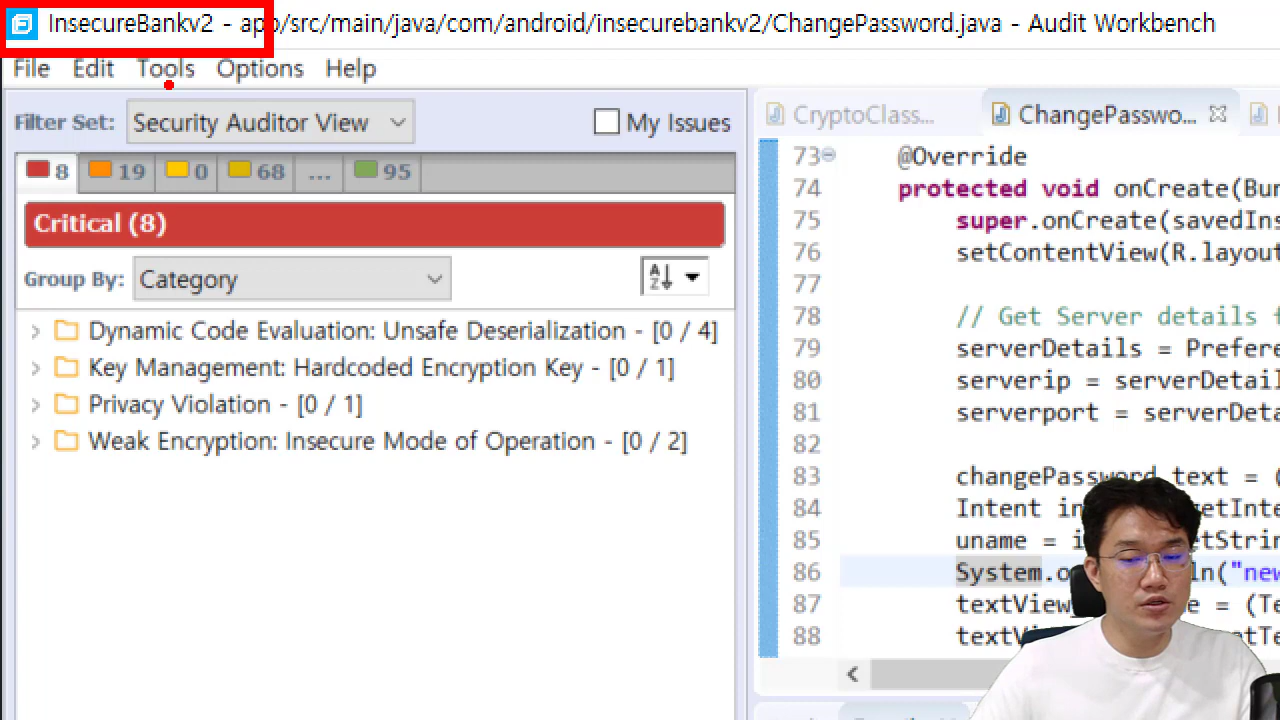 InsecureBankv2 - app/src/main/java/com/android/insecurebankv2/ChangePassword.java - Audit Workbench
File Edit Tools Options Help
Filter Set: Security Auditor View My Issues
8 19 0 68 ... 95
Critical (8)
Group By: Category
Dynamic Code Evaluation: Unsafe Deserialization - [0 / 4]
Key Management: Hardcoded Encryption Key - [0 / 1]
Privacy Violation - [0 / 1]
Weak Encryption: Insecure Mode of Operation - [0 / 2]
CryptoClass... ChangePasswo...
73 @Override
74 protected void onCreate(Bun
75 super.onCreate(savedIns
76 setContentView(R.layout
77
78 // Get Server details f
79 serverDetails = Prefere
80 serverip = serverDetail
81 serverport = serverDeta
82
83 changePassword_text = (
84 Intent in etInte
85 uname = i tStrin
86 System.o ln("new
87 textView_ e = (Te
88 textVi etTe